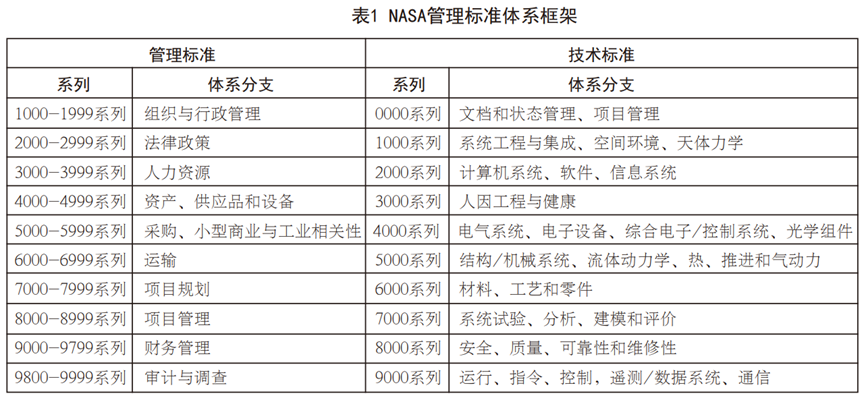 表1 NASA管理标准体系框架
管理标准 技术标准
系列 体系分支 系列 体系分支
1000-1999系列 组织与行政管理 0000系列 文档和状态管理、项目管理
2000-2999系列 法律政策 1000系列 系统工程与集成、空间环境、天体力学
3000-3999系列 人力资源 2000系列 计算机系统、软件、信息系统
4000-4999系列 资产、供应品和设备 3000系列 人因工程与健康
5000-5999系列 采购、小型商业与工业相关性 4000系列 电气系统、电子设备、综合电子/控制系统、光学组件
6000-6999系列 运输 5000系列 结构/机械系统、流体动力学、热、推进和气动力
7000-7999系列 项目规划 6000系列 材料、工艺和零件
8000-8999系列 项目管理 7000系列 系统试验、分析、建模和评价
9000-9799系列 财务管理 8000系列 安全、质量、可靠性和维修性
9800-9999系列 审计与调查 9000系列 运行、指令、控制，遥测/数据系统、通信